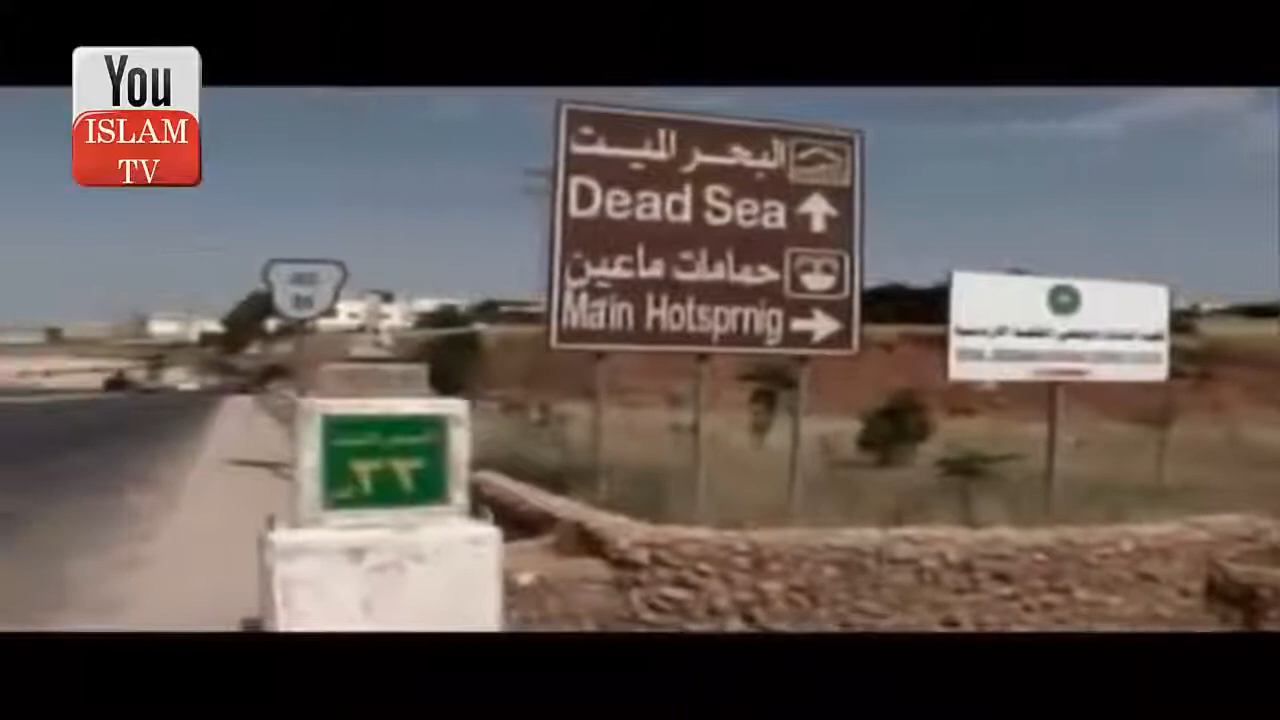 You
ISLAM
TV
البحر الميت
Dead Sea
حمامات ماعين
Ma'in Hotsprnig
٣٣